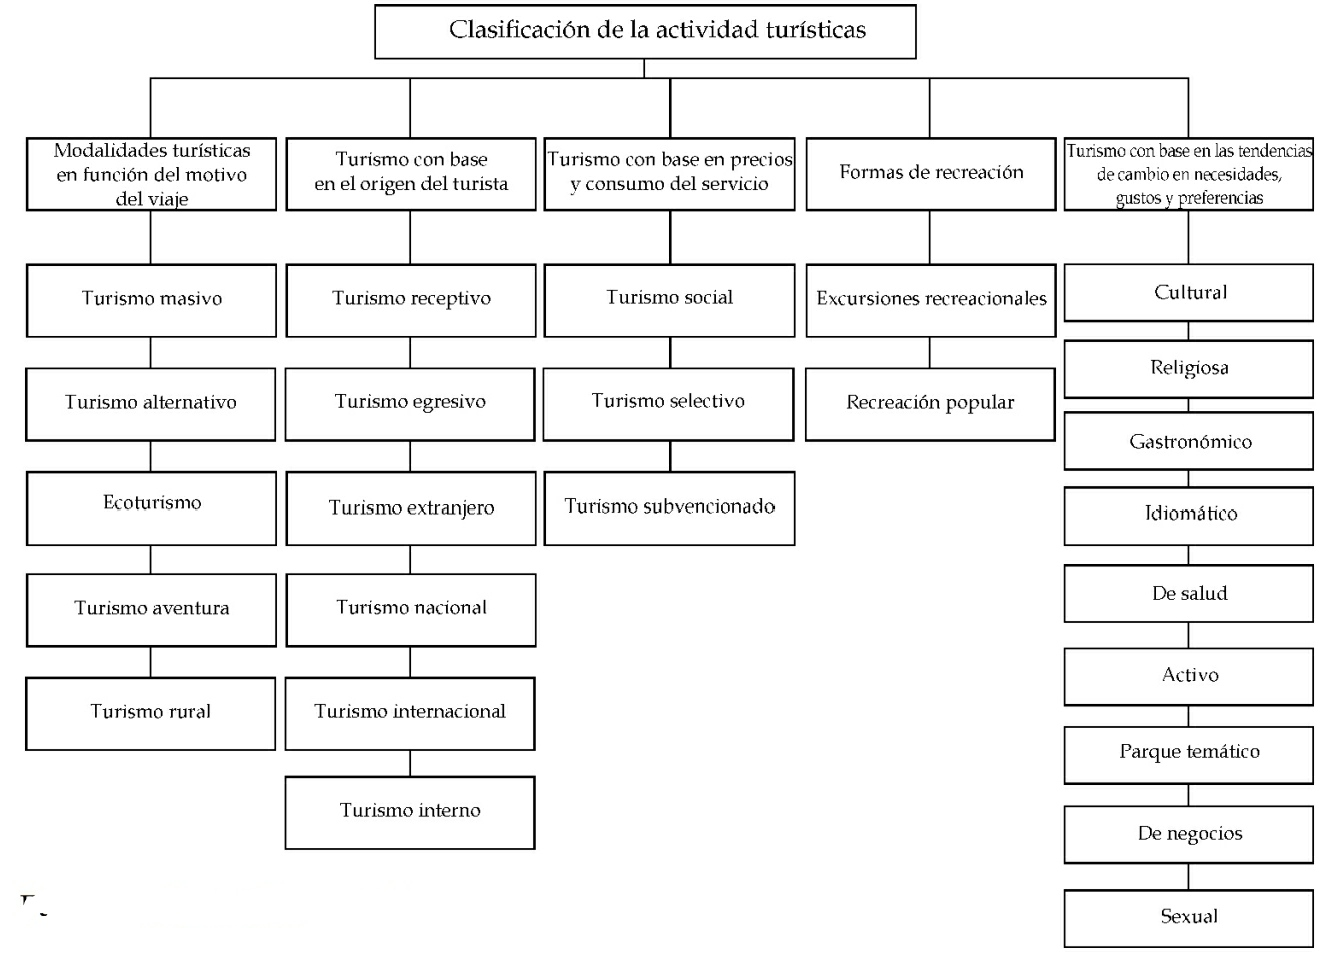 Clasificación de la actividad turísticas
Modalidades turísticas
en función del motivo
del viaje
Turismo masivo
Turismo alternativo
Ecoturismo
Turismo aventura
Turismo rural
Turismo con base
en el origen del turista
Turismo receptivo
Turismo egresivo
Turismo extranjero
Turismo nacional
Turismo internacional
Turismo interno
Turismo con base en precios
y consumo del servicio
Turismo social
Turismo selectivo
Turismo subvencionado
Formas de recreación
Excursiones recreacionales
Recreación popular
Turismo con base en las tendencias
de cambio en necesidades,
gustos y preferencias
Cultural
Religiosa
Gastronómico
Idiomático
De salud
Activo
Parque temático
De negocios
Sexual